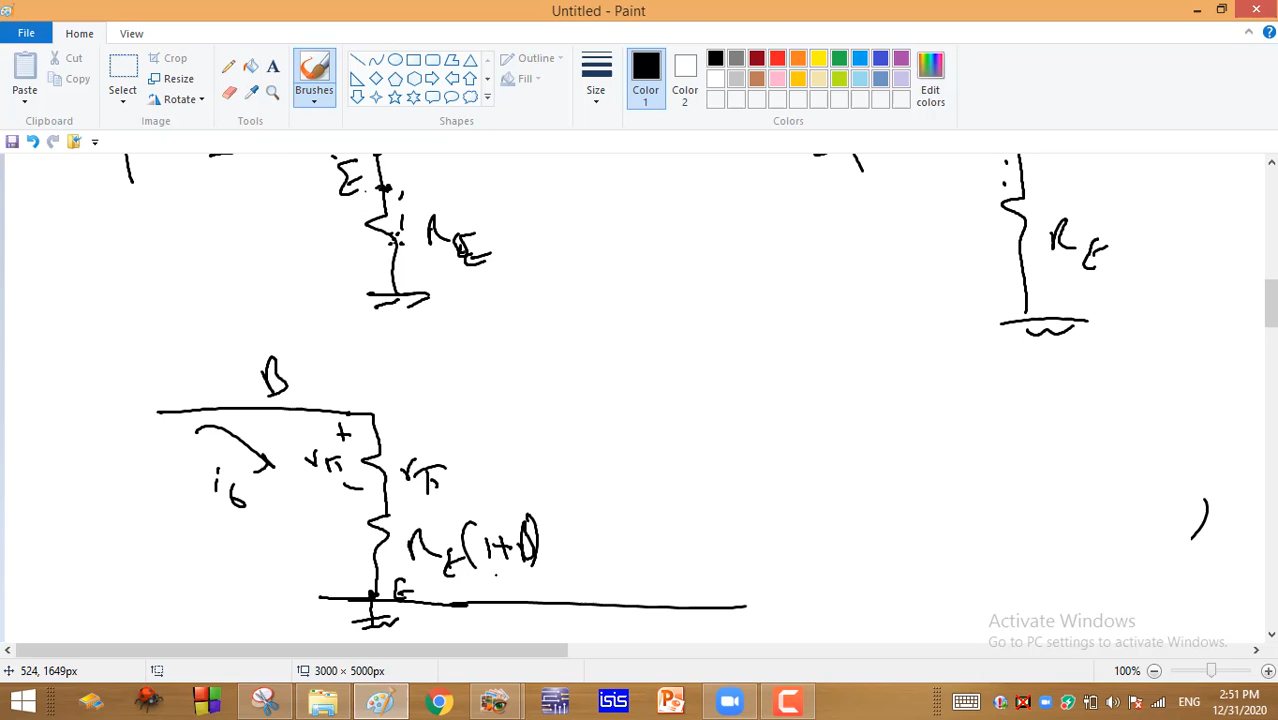 Untitled - Paint
File Home View
Paste
Cut
Copy
Clipboard
Select
Crop
Resize
Rotate
Image
Tools
Brushes
Outline
Fill
Shapes
Size
Color 1
Color 2
Edit colors
Colors
E
RE
RE
B
+
vπ
rπ
-
ib
RE(1+β)
E
)
Activate Windows
Go to PC settings to activate Windows.
524, 1649px
3000 × 5000px
100%
isis
ENG
2:51 PM
12/31/2020